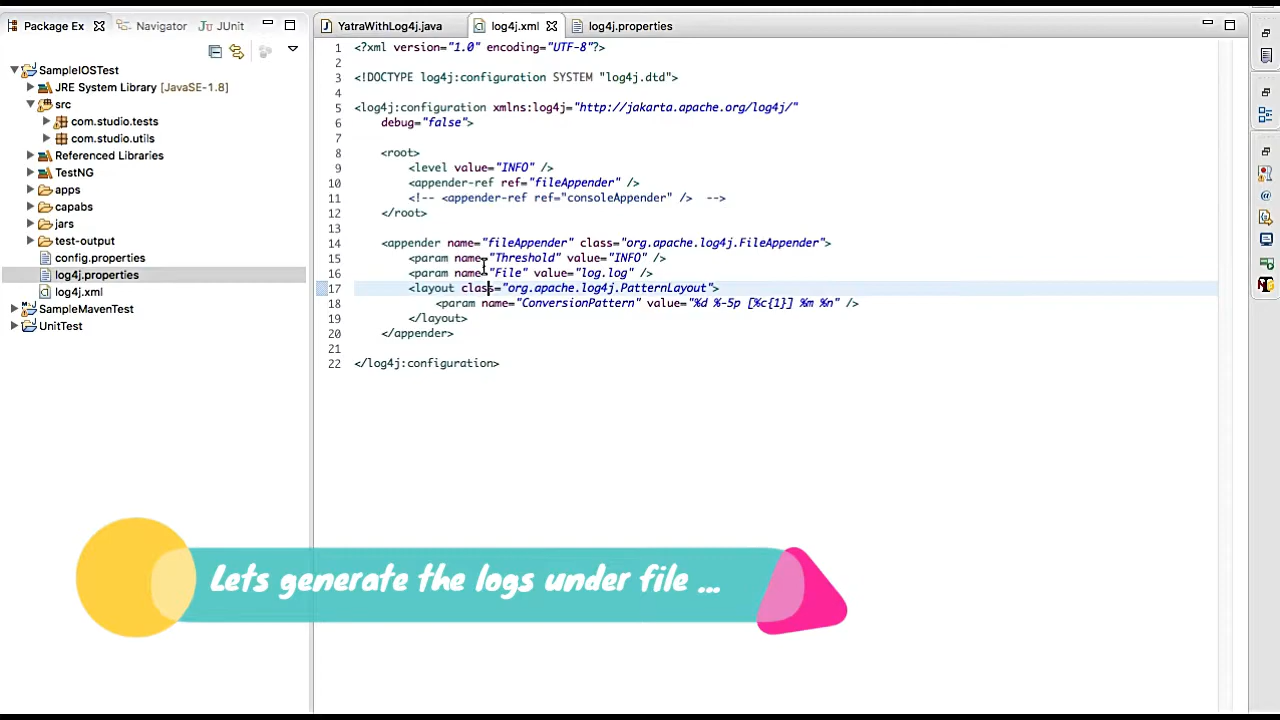 Package Ex
Navigator
JUnit
SampleIOSTest
JRE System Library [JavaSE-1.8]
src
com.studio.tests
com.studio.utils
Referenced Libraries
TestNG
apps
capabs
jars
test-output
config.properties
log4j.properties
log4j.xml
SampleMavenTest
UnitTest
YatraWithLog4j.java
log4j.xml
log4j.properties
1 <?xml version="1.0" encoding="UTF-8"?>
2
3 <!DOCTYPE log4j:configuration SYSTEM "log4j.dtd">
4
5 <log4j:configuration xmlns:log4j="http://jakarta.apache.org/log4j/"
6 debug="false">
7
8 <root>
9 <level value="INFO" />
10 <appender-ref ref="fileAppender" />
11 <!-- <appender-ref ref="consoleAppender" /> -->
12 </root>
13
14 <appender name="fileAppender" class="org.apache.log4j.FileAppender">
15 <param name="Threshold" value="INFO" />
16 <param name="File" value="log.log" />
17 <layout class="org.apache.log4j.PatternLayout">
18 <param name="ConversionPattern" value="%d %-5p [%c{1}] %m %n" />
19 </layout>
20 </appender>
21
22 </log4j:configuration>
Lets generate the logs under file ...